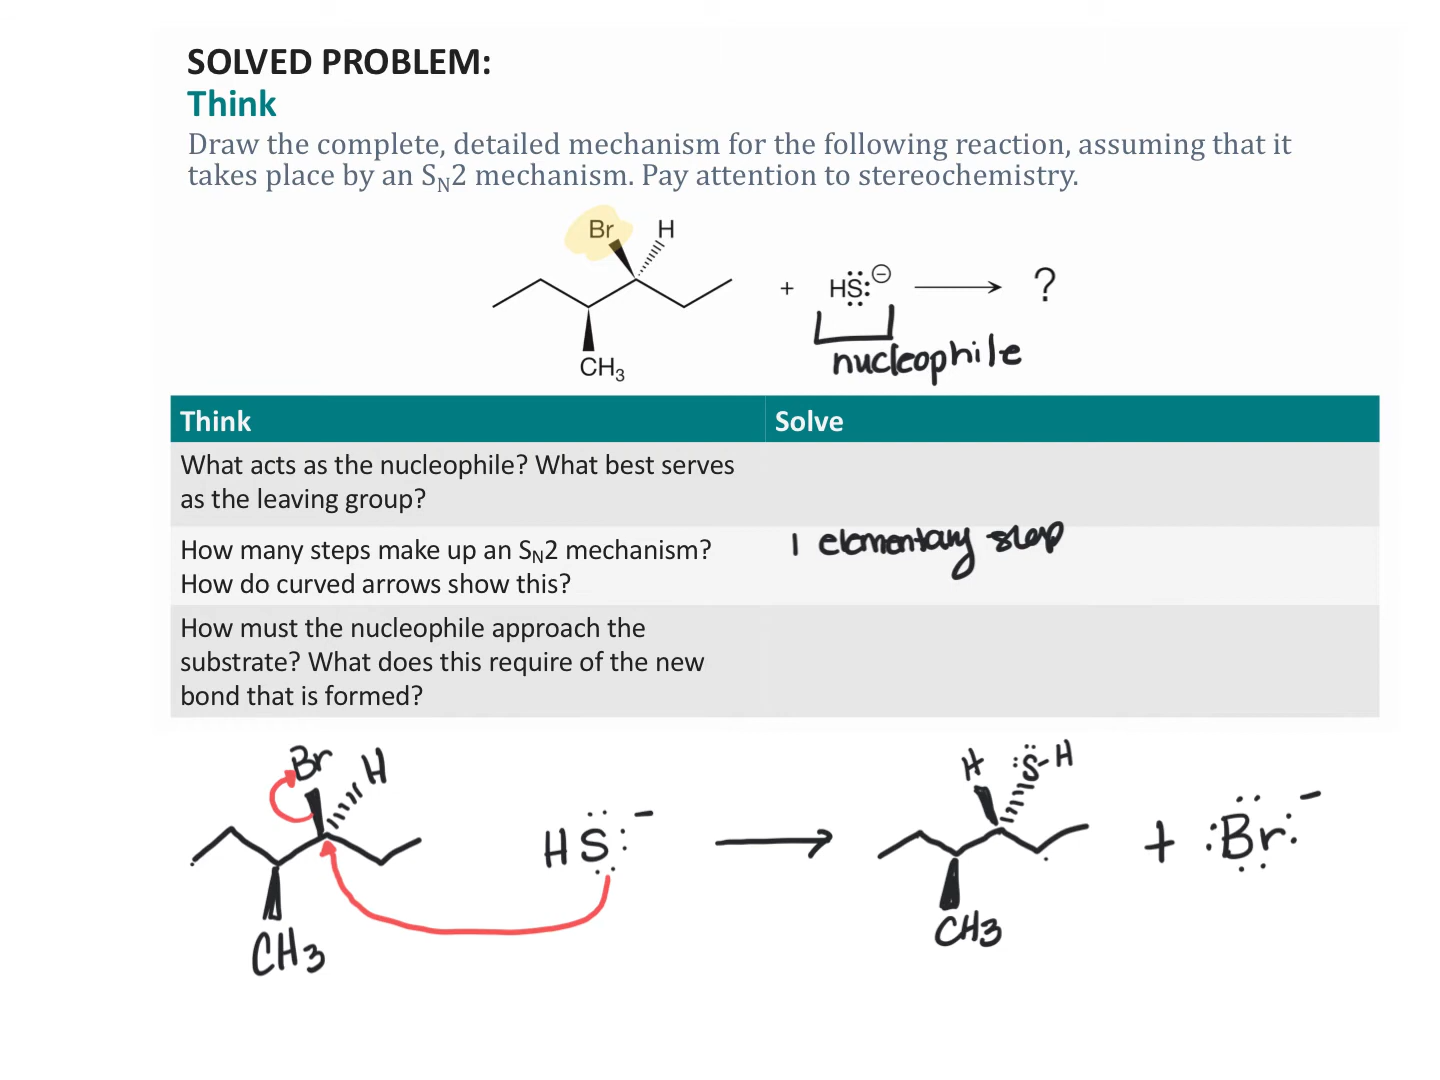 SOLVED PROBLEM:
Think
Draw the complete, detailed mechanism for the following reaction, assuming that it
takes place by an SN2 mechanism. Pay attention to stereochemistry.
Br H
+ HS:⊖ ?
CH3
nucleophile
Think Solve
What acts as the nucleophile? What best serves
as the leaving group?
How many steps make up an SN2 mechanism?
How do curved arrows show this?
1 elementary step
How must the nucleophile approach the
substrate? What does this require of the new
bond that is formed?
Br H
HS:-
CH3
H :S-H
CH3
+ :Br:-